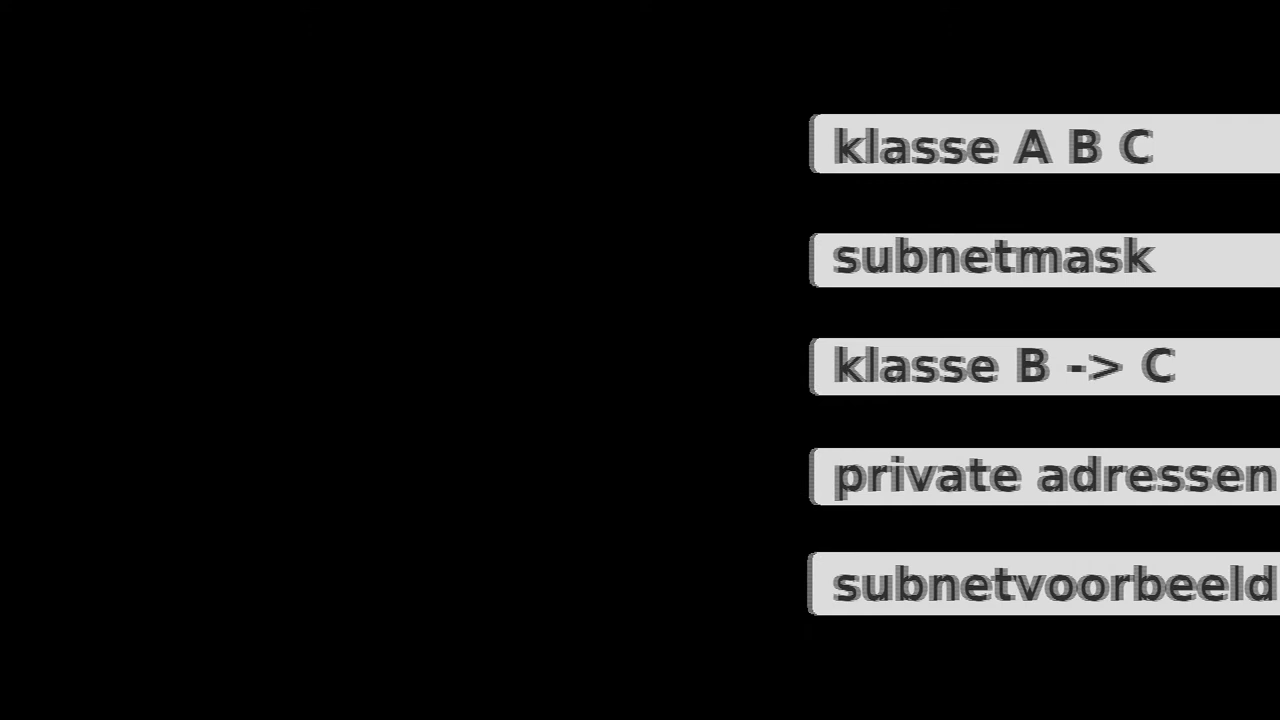 klasse A B C
subnetmask
klasse B -> C
private adressen
subnetvoorbeeld